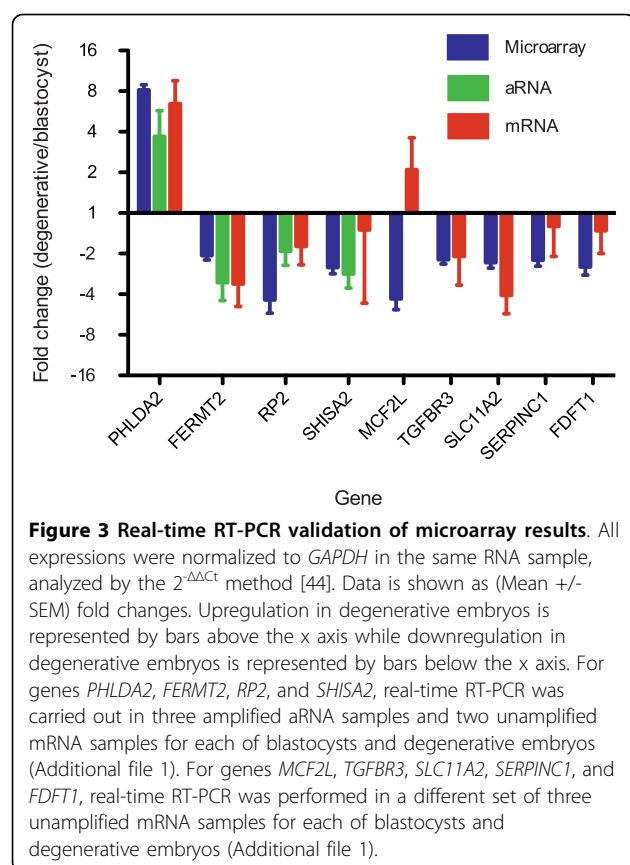 16
8
4
2
1
-2
-4
-8
-16
Fold change (degenerative/blastocyst)
Microarray
aRNA
mRNA
PHLDA2
FERMT2
RP2
SHISA2
MCF2L
TGFBR3
SLC11A2
SERPINC1
FDFT1
Gene
Figure 3 Real-time RT-PCR validation of microarray results. All
expressions were normalized to GAPDH in the same RNA sample,
analyzed by the 2-ΔΔCt method [44]. Data is shown as (Mean +/-
SEM) fold changes. Upregulation in degenerative embryos is
represented by bars above the x axis while downregulation in
degenerative embryos is represented by bars below the x axis. For
genes PHLDA2, FERMT2, RP2, and SHISA2, real-time RT-PCR was
carried out in three amplified aRNA samples and two unamplified
mRNA samples for each of blastocysts and degenerative embryos
(Additional file 1). For genes MCF2L, TGFBR3, SLC11A2, SERPINC1, and
FDFT1, real-time RT-PCR was performed in a different set of three
unamplified mRNA samples for each of blastocysts and
degenerative embryos (Additional file 1).